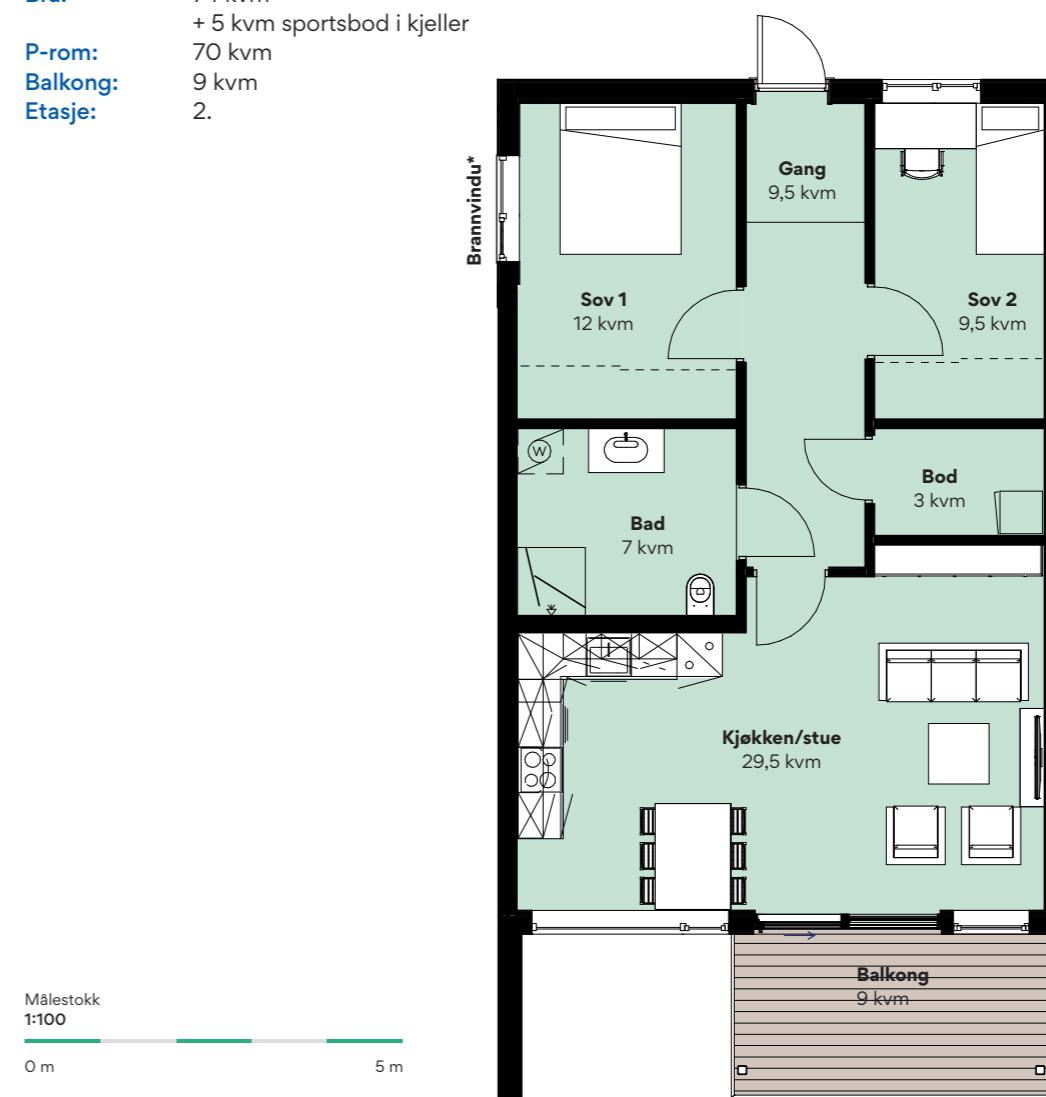 + 5 kvm sportsbod i kjeller
P-rom: 70 kvm
Balkong: 9 kvm
Etasje: 2.
Brannvindu*
Gang
9,5 kvm
Sov 1
12 kvm
Sov 2
9,5 kvm
W
Bad
7 kvm
Bod
3 kvm
Kjøkken/stue
29,5 kvm
Balkong
9 kvm
Målestokk
1:100
0 m 5 m